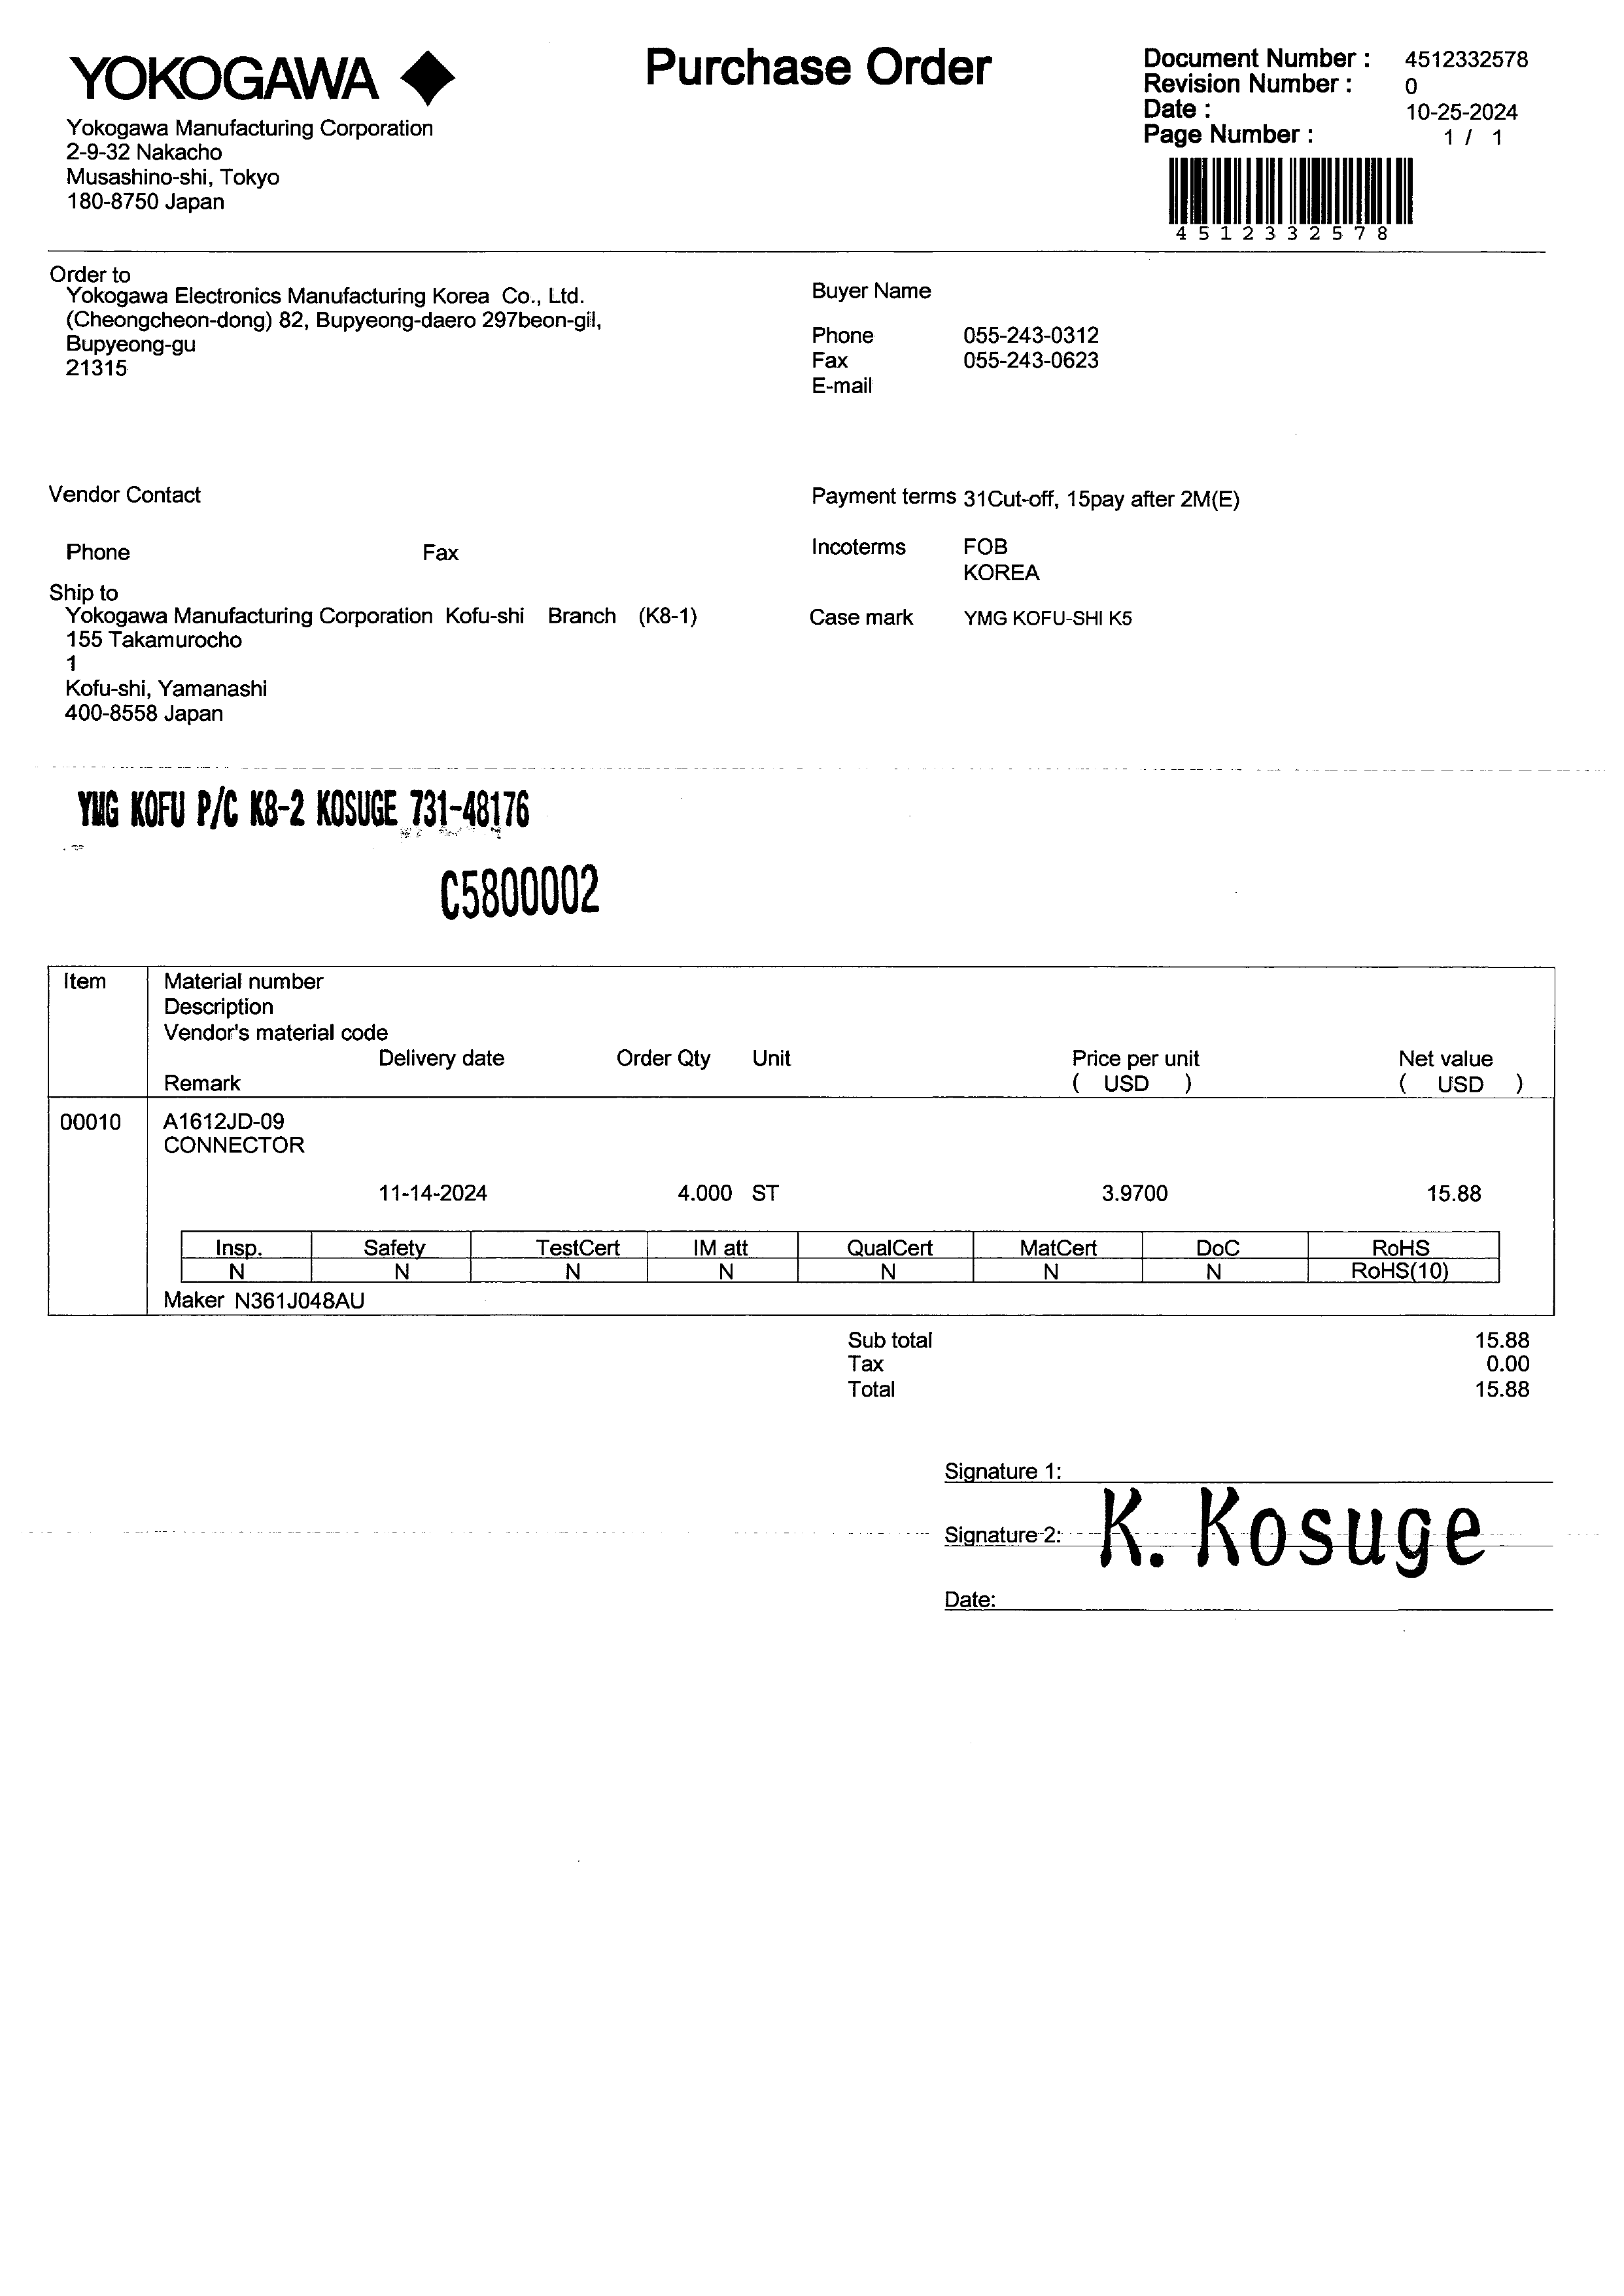 YOKOGAWA
Purchase Order
Document Number : 4512332578
Revision Number : 0
Date : 10-25-2024
Page Number : 1 / 1
4512332578
Yokogawa Manufacturing Corporation
2-9-32 Nakacho
Musashino-shi, Tokyo
180-8750 Japan
Order to
Yokogawa Electronics Manufacturing Korea Co., Ltd.
(Cheongcheon-dong) 82, Bupyeong-daero 297beon-gil,
Bupyeong-gu
21315
Buyer Name
Phone 055-243-0312
Fax 055-243-0623
E-mail
Vendor Contact
Phone Fax
Payment terms 31Cut-off, 15pay after 2M(E)
Incoterms FOB
KOREA
Case mark YMG KOFU-SHI K5
Ship to
Yokogawa Manufacturing Corporation Kofu-shi Branch (K8-1)
155 Takamurocho
1
Kofu-shi, Yamanashi
400-8558 Japan
YMG KOFU P/C K8-2 KOSUGE 731-48176
C5800002
Item Material number
Description
Vendor's material code
Delivery date Order Qty Unit Price per unit Net value
Remark ( USD ) ( USD )
00010 A1612JD-09
CONNECTOR
11-14-2024 4.000 ST 3.9700 15.88
Insp. Safety TestCert IM att QualCert MatCert DoC RoHS
N N N N N N N RoHS(10)
Maker N361J048AU
Sub total 15.88
Tax 0.00
Total 15.88
Signature 1:
Signature 2: K. Kosuge
Date: